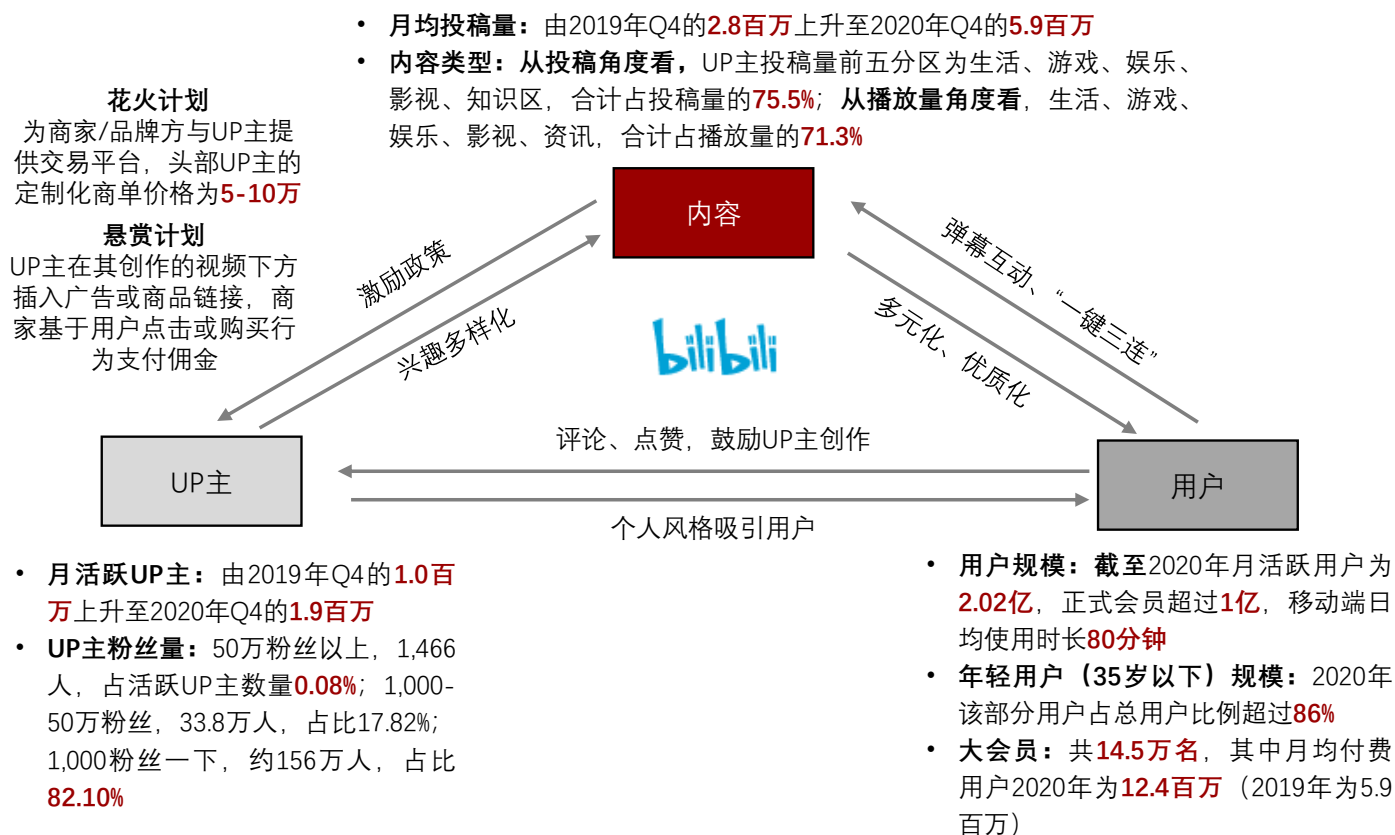 • 月均投稿量：由2019年Q4的2.8百万上升至2020年Q4的5.9百万
• 内容类型：从投稿角度看，UP主投稿量前五分区为生活、游戏、娱乐、
影视、知识区，合计占投稿量的75.5%；从播放量角度看，生活、游戏、
娱乐、影视、资讯，合计占播放量的71.3%
花火计划
为商家/品牌方与UP主提
供交易平台，头部UP主的
定制化商单价格为5-10万
悬赏计划
UP主在其创作的视频下方
插入广告或商品链接，商
家基于用户点击或购买行
为支付佣金
内容
激励政策
兴趣多样化
bilibili
弹幕互动、“一键三连”
多元化、优质化
UP主
评论、点赞，鼓励UP主创作
个人风格吸引用户
用户
• 月活跃UP主：由2019年Q4的1.0百
万上升至2020年Q4的1.9百万
• UP主粉丝量：50万粉丝以上，1,466
人，占活跃UP主数量0.08%；1,000-
50万粉丝，33.8万人，占比17.82%；
1,000粉丝一下，约156万人，占比
82.10%
• 用户规模：截至2020年月活跃用户为
2.02亿，正式会员超过1亿，移动端日
均使用时长80分钟
• 年轻用户（35岁以下）规模：2020年
该部分用户占总用户比例超过86%
• 大会员：共14.5万名，其中月均付费
用户2020年为12.4百万（2019年为5.9
百万）